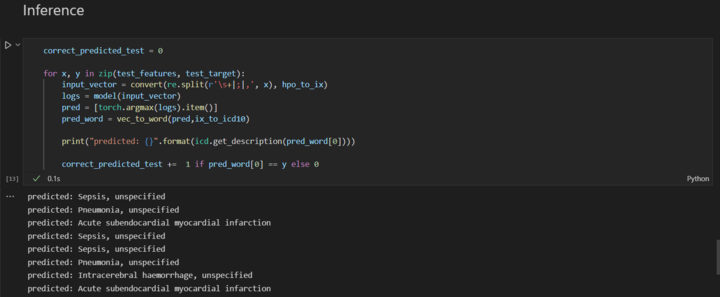 Inference
correct_predicted_test = 0
for x, y in zip(test_features, test_target):
input_vector = convert(re.split(r'\s+|;|,', x), hpo_to_ix)
logs = model(input_vector)
pred = [torch.argmax(logs).item()]
pred_word = vec_to_word(pred,ix_to_icd10)
print("predicted: {}".format(icd.get_description(pred_word[0])))
correct_predicted_test +=  1 if pred_word[0] == y else 0
[13] 0.1s Python
predicted: Sepsis, unspecified
predicted: Pneumonia, unspecified
predicted: Acute subendocardial myocardial infarction
predicted: Sepsis, unspecified
predicted: Sepsis, unspecified
predicted: Pneumonia, unspecified
predicted: Intracerebral haemorrhage, unspecified
predicted: Acute subendocardial myocardial infarction